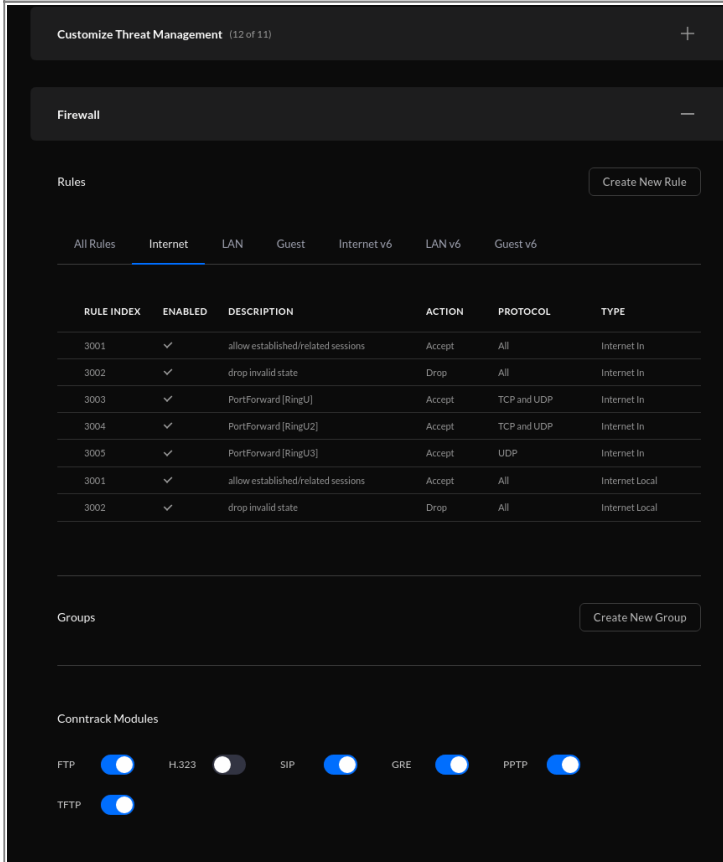 Customize Threat Management (12 of 11)
Firewall
Rules
Create New Rule
All Rules Internet LAN Guest Internet v6 LAN v6 Guest v6
RULE INDEX ENABLED DESCRIPTION ACTION PROTOCOL TYPE
3001 allow established/related sessions Accept All Internet In
3002 drop invalid state Drop All Internet In
3003 PortForward [RingU] Accept TCP and UDP Internet In
3004 PortForward [RingU2] Accept TCP and UDP Internet In
3005 PortForward [RingU3] Accept UDP Internet In
3001 allow established/related sessions Accept All Internet Local
3002 drop invalid state Drop All Internet Local
Groups
Create New Group
Conntrack Modules
FTP H.323 SIP GRE PPTP
TFTP